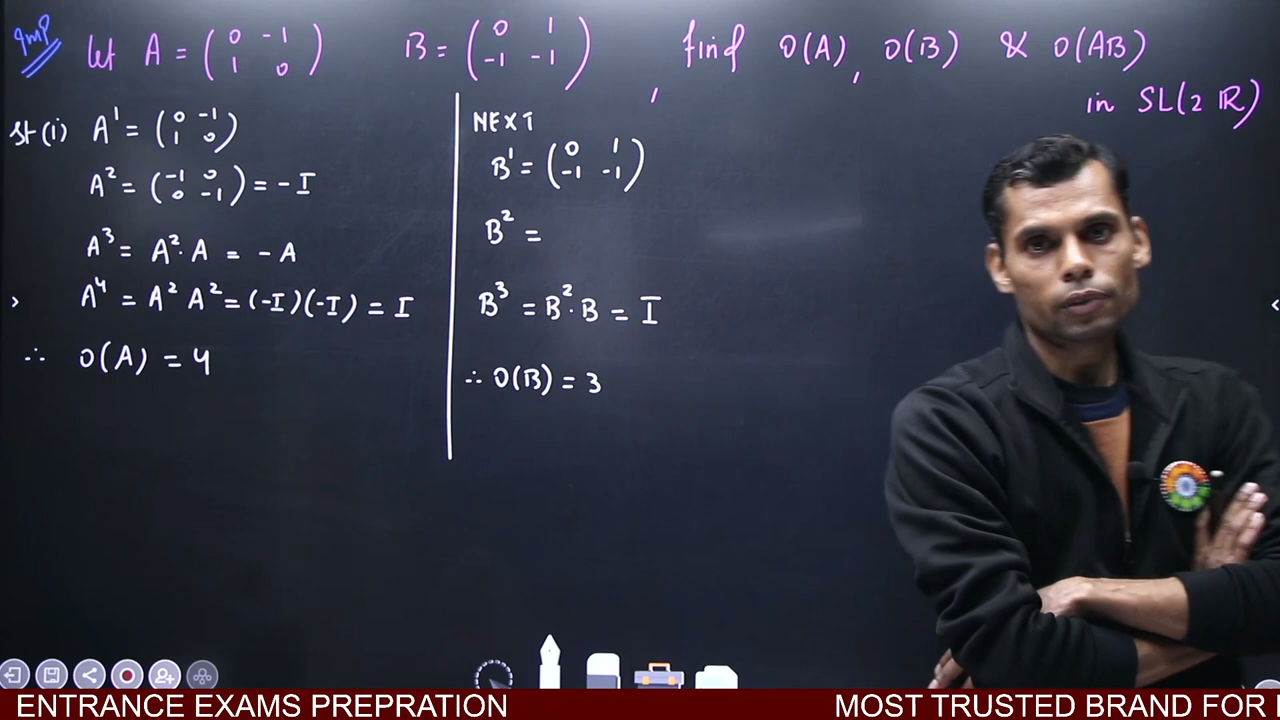 Imp
let A = ( 0 -1 1 0 ) B = ( 0 1 -1 -1 ) , find O(A), O(B) & O(AB)
in SL(2 ℝ)
St (i) A¹ = ( 0 -1 1 0 )
A² = ( -1 0 0 -1 ) = -I
A³ = A²·A = -A
A⁴ = A² A² = (-I)(-I) = I
∴ O(A) = 4
NEXT
B¹ = ( 0 1 -1 -1 )
B² =
B³ = B²·B = I
∴ O(B) = 3
ENTRANCE EXAMS PREPRATION MOST TRUSTED BRAND FOR